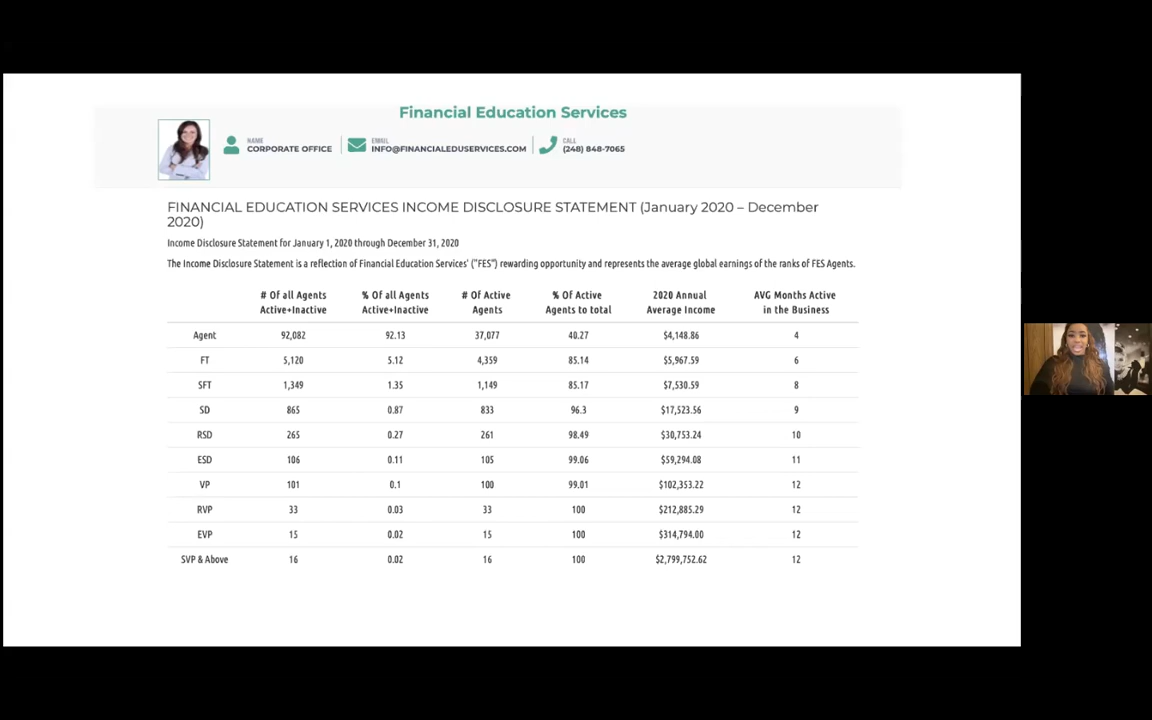 Financial Education Services
NAME
CORPORATE OFFICE
EMAIL
INFO@FINANCIALEDUSERVICES.COM
CALL
(248) 848-7065
FINANCIAL EDUCATION SERVICES INCOME DISCLOSURE STATEMENT (January 2020 – December
2020)
Income Disclosure Statement for January 1, 2020 through December 31, 2020
The Income Disclosure Statement is a reflection of Financial Education Services' ("FES") rewarding opportunity and represents the average global earnings of the ranks of FES Agents.
# Of all Agents % Of all Agents # Of Active % Of Active 2020 Annual AVG Months Active
Active+Inactive Active+Inactive Agents Agents to total Average Income in the Business
Agent 92,082 92.13 37,077 40.27 $4,148.86 4
FT 5,120 5.12 4,359 85.14 $5,967.59 6
SFT 1,349 1.35 1,149 85.17 $7,530.59 8
SD 865 0.87 833 96.3 $17,523.56 9
RSD 265 0.27 261 98.49 $30,753.24 10
ESD 106 0.11 105 99.06 $59,294.08 11
VP 101 0.1 100 99.01 $102,353.22 12
RVP 33 0.03 33 100 $212,885.29 12
EVP 15 0.02 15 100 $314,794.00 12
SVP & Above 16 0.02 16 100 $2,799,752.62 12